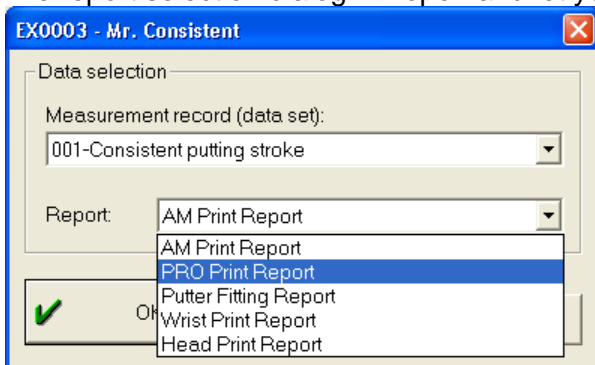 EX0003 - Mr. Consistent
Data selection
Measurement record (data set):
001-Consistent putting stroke
Report:
AM Print Report
AM Print Report
PRO Print Report
Putter Fitting Report
Wrist Print Report
Head Print Report